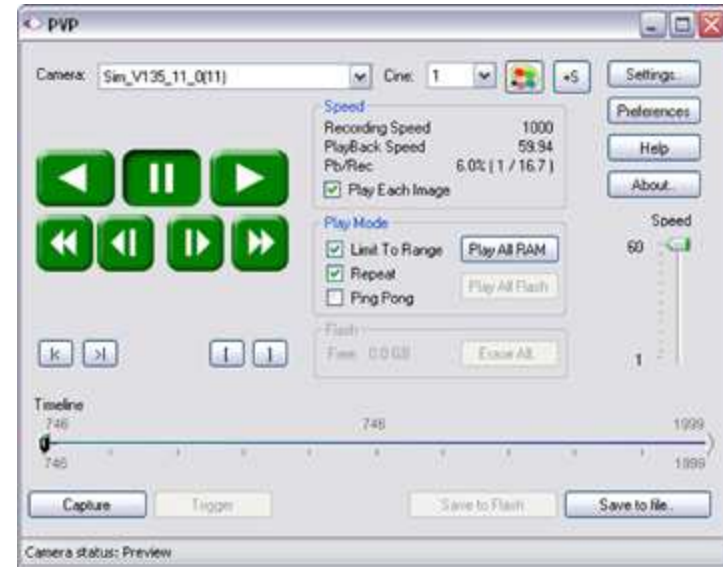 PVP
Camera: Sim_V135_11_0(11) Cine: 1 +S Settings..
Preferences
Help
About..
Speed
Recording Speed 1000
PlayBack Speed 59.94
Pb/Rec 6.0% ( 1 / 16.7 )
Play Each Image
Play Mode
Limit To Range Play All RAM
Repeat
Play All Flash
Ping Pong
Flash
Free 0.0 GB Erase All..
Speed
60
1
Timeline
746 746 1999
746 1999
Capture Trigger Save to Flash Save to file..
Camera status: Preview